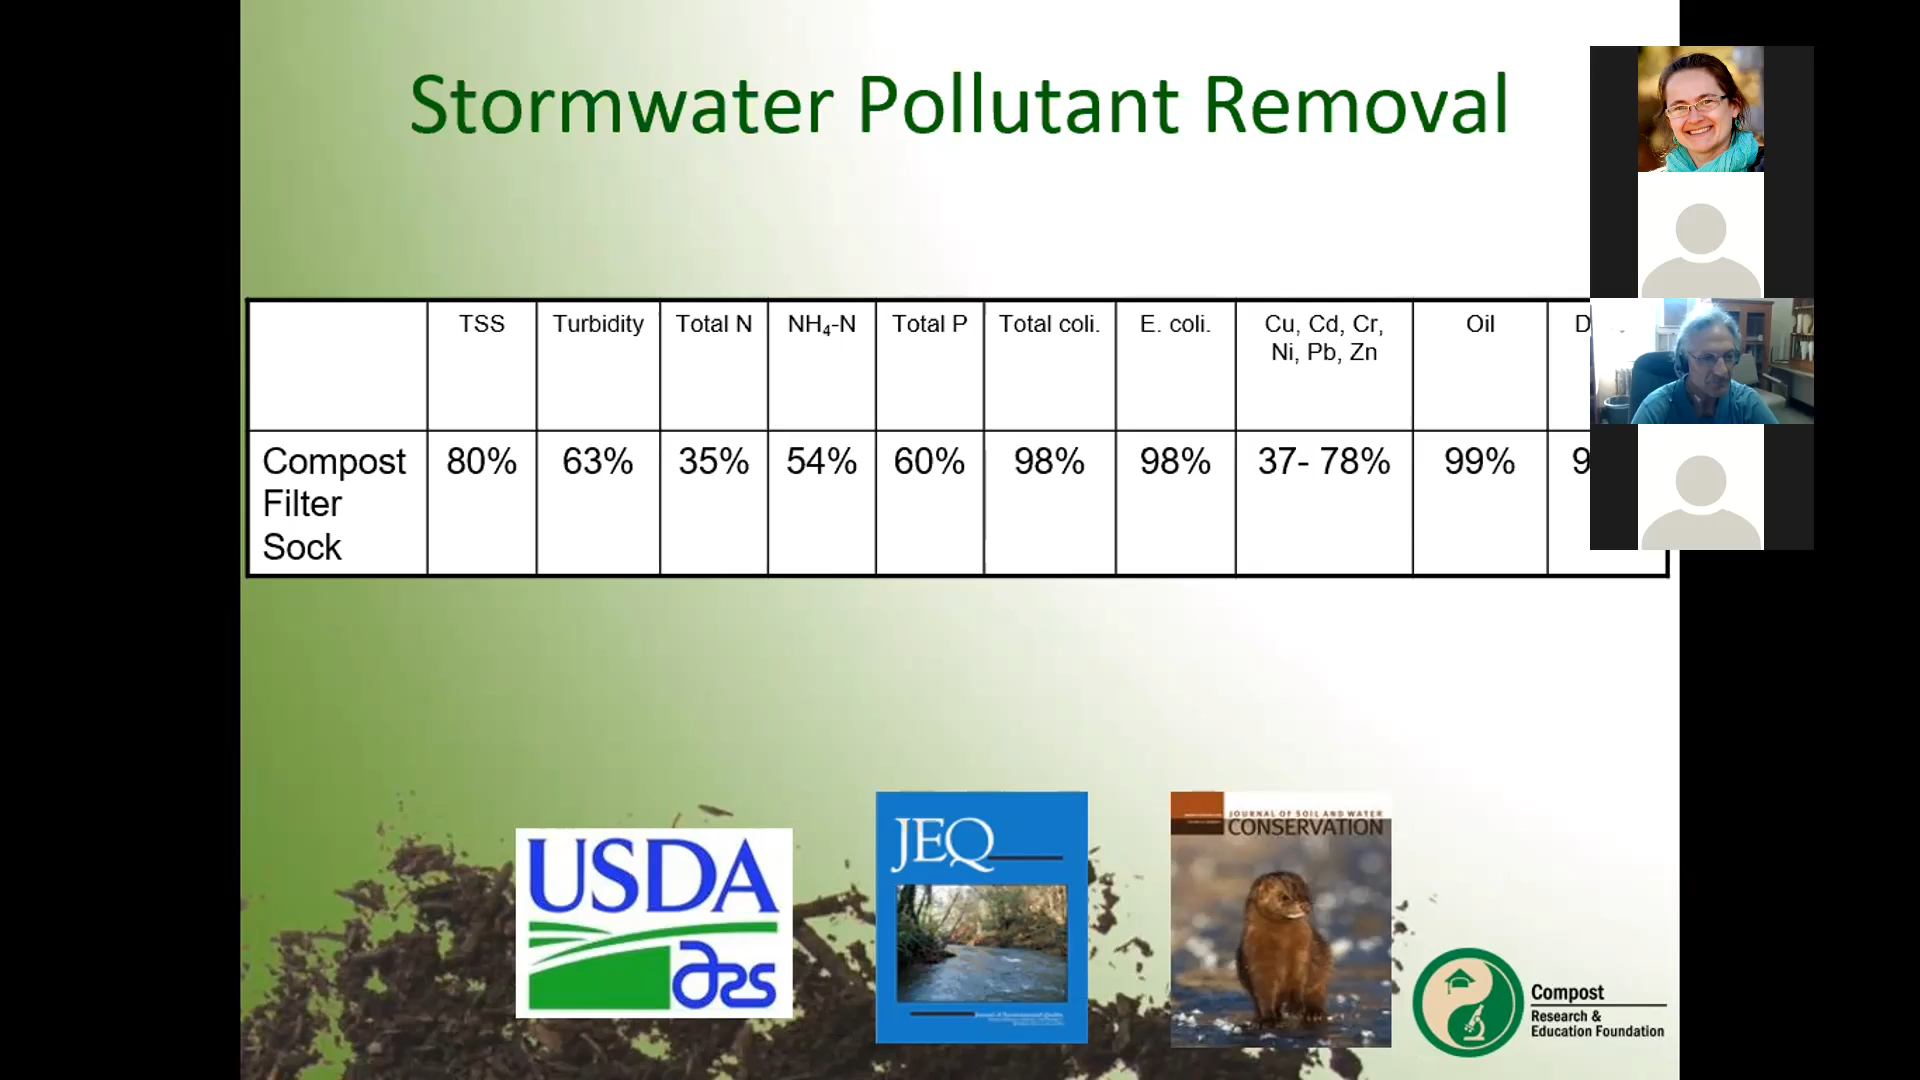 Stormwater Pollutant Removal
TSS
Turbidity
Total N
NH₄-N
Total P
Total coli.
E. coli.
Cu, Cd, Cr,
Ni, Pb, Zn
Oil
Compost
Filter
Sock
80%
63%
35%
54%
60%
98%
98%
37- 78%
99%
USDA
ars
JEQ
JOURNAL OF SOIL AND WATER
CONSERVATION
Compost
Research &
Education Foundation